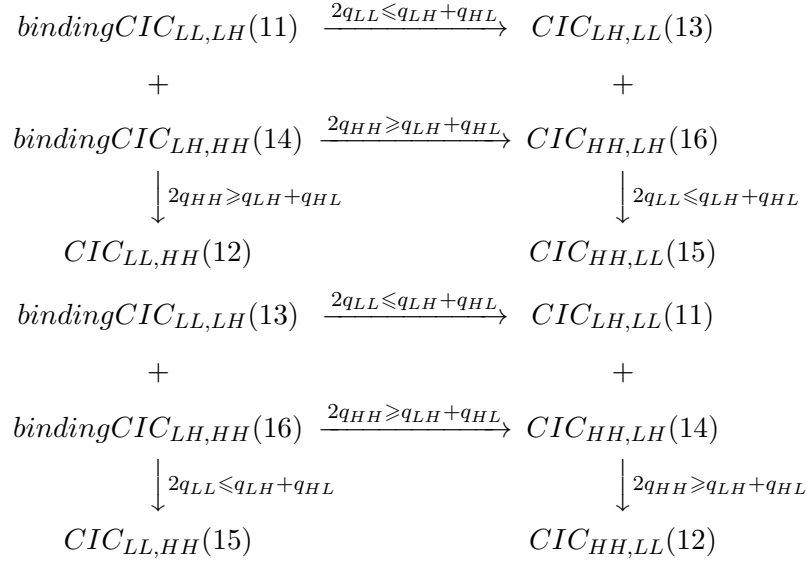 bindingCIC_{LL,LH}(11) \xrightarrow{2q_{LL}⩽q_{LH}+q_{HL}} CIC_{LH,LL}(13)
+ +
bindingCIC_{LH,HH}(14) \xrightarrow{2q_{HH}⩾q_{LH}+q_{HL}} CIC_{HH,LH}(16)
↓ 2q_{HH}⩾q_{LH}+q_{HL} ↓ 2q_{LL}⩽q_{LH}+q_{HL}
CIC_{LL,HH}(12) CIC_{HH,LL}(15)
bindingCIC_{LL,LH}(13) \xrightarrow{2q_{LL}⩽q_{LH}+q_{HL}} CIC_{LH,LL}(11)
+ +
bindingCIC_{LH,HH}(16) \xrightarrow{2q_{HH}⩾q_{LH}+q_{HL}} CIC_{HH,LH}(14)
↓ 2q_{LL}⩽q_{LH}+q_{HL} ↓ 2q_{HH}⩾q_{LH}+q_{HL}
CIC_{LL,HH}(15) CIC_{HH,LL}(12)